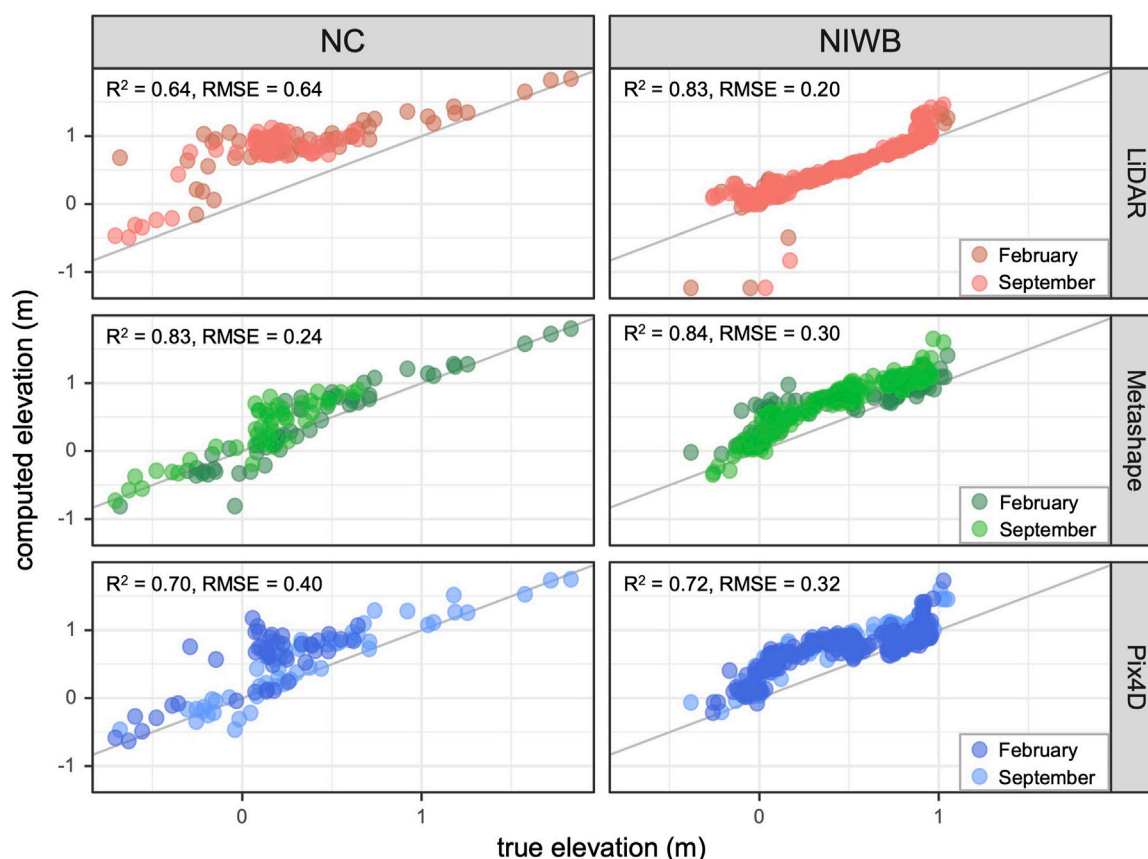 NC
NIWB
R² = 0.64, RMSE = 0.64
R² = 0.83, RMSE = 0.20
1
0
-1
February
September
LiDAR
R² = 0.83, RMSE = 0.24
R² = 0.84, RMSE = 0.30
1
0
-1
February
September
Metashape
computed elevation (m)
R² = 0.70, RMSE = 0.40
R² = 0.72, RMSE = 0.32
1
0
-1
February
September
February
September
Pix4D
0
1
0
1
true elevation (m)